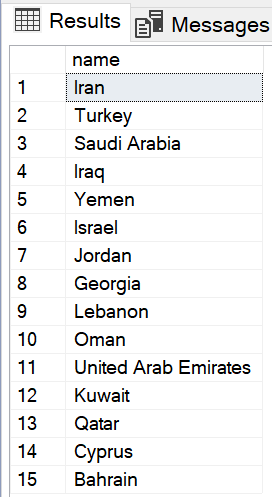 Results Messages
name
1 Iran
2 Turkey
3 Saudi Arabia
4 Iraq
5 Yemen
6 Israel
7 Jordan
8 Georgia
9 Lebanon
10 Oman
11 United Arab Emirates
12 Kuwait
13 Qatar
14 Cyprus
15 Bahrain